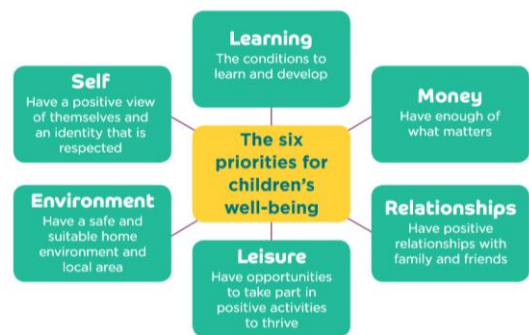 Learning
The conditions to
learn and develop
Self
Have a positive view
of themselves and
an identity that is
respected
Money
Have enough of
what matters
The six
priorities for
children's
well-being
Environment
Have a safe and
suitable home
environment and
local area
Relationships
Have positive
relationships with
family and friends
Leisure
Have opportunities
to take part in
positive activities
to thrive